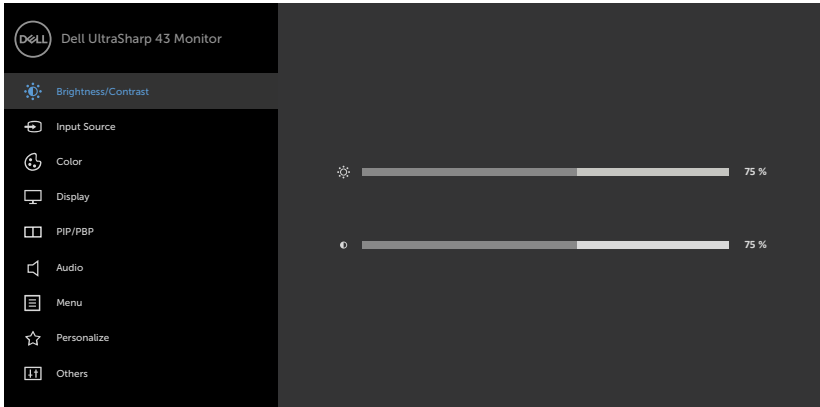 DELL
Dell UltraSharp 43 Monitor
Brightness/Contrast
Input Source
Color
Display
PIP/PBP
Audio
Menu
Personalize
Others
75 %
75 %